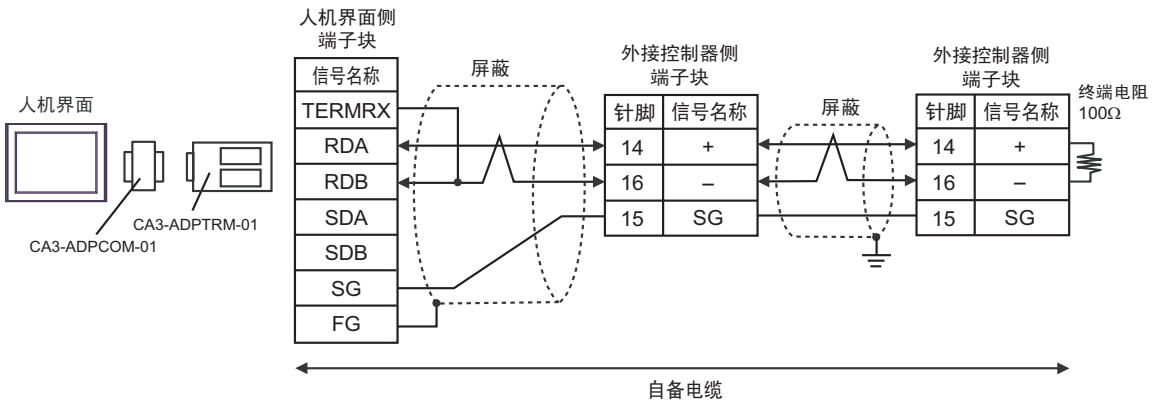 人机界面
CA3-ADPCOM-01
CA3-ADPTRM-01
人机界面侧
端子块
信号名称
TERMRX
RDA
RDB
SDA
SDB
SG
FG
屏蔽
外接控制器侧
端子块
针脚 信号名称
14 +
16 –
15 SG
屏蔽
外接控制器侧
端子块
针脚 信号名称
14 +
16 –
15 SG
终端电阻
100Ω
自备电缆